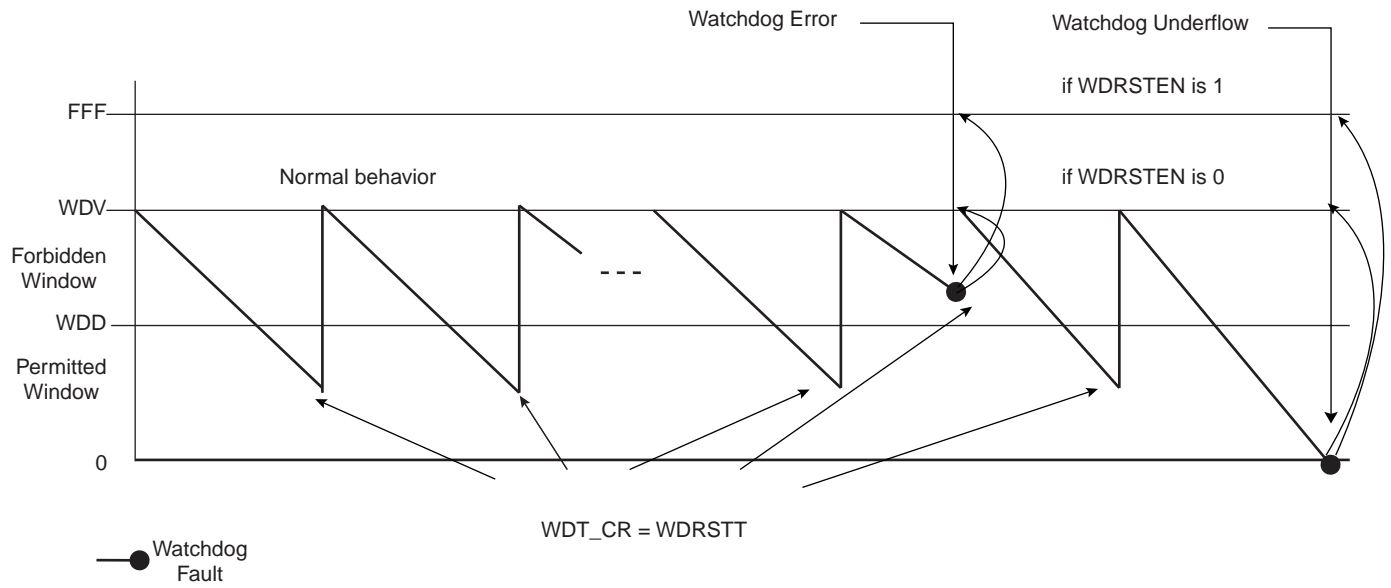 Watchdog Error
Watchdog Underflow
if WDRSTEN is 1
FFF
Normal behavior
if WDRSTEN is 0
WDV
Forbidden
Window
WDD
Permitted
Window
0
WDT_CR = WDRSTT
Watchdog
Fault